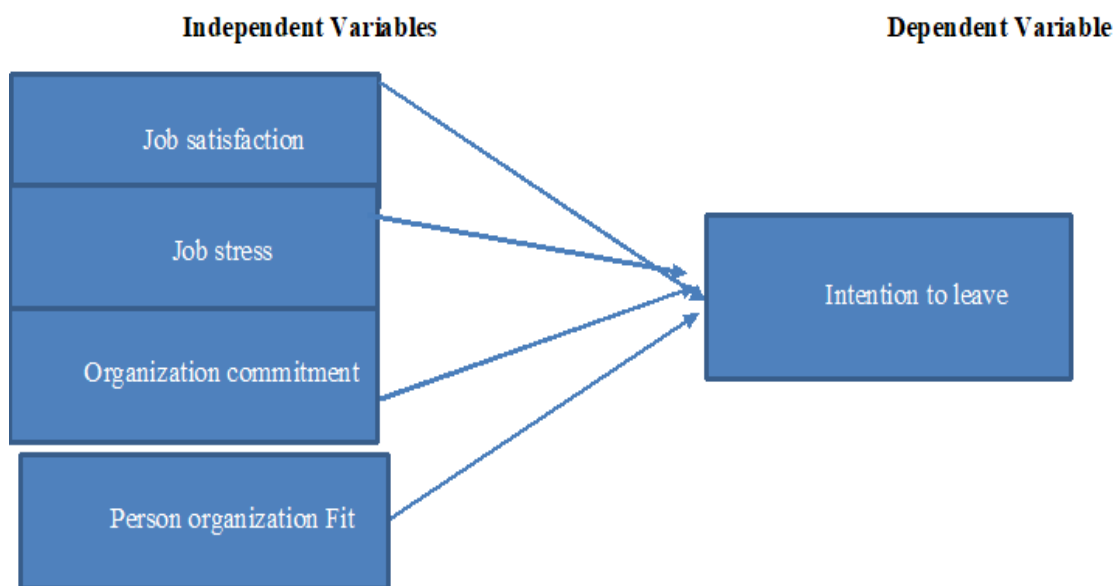 Independent Variables
Dependent Variable
Job satisfaction
Job stress
Organization commitment
Person organization Fit
Intention to leave